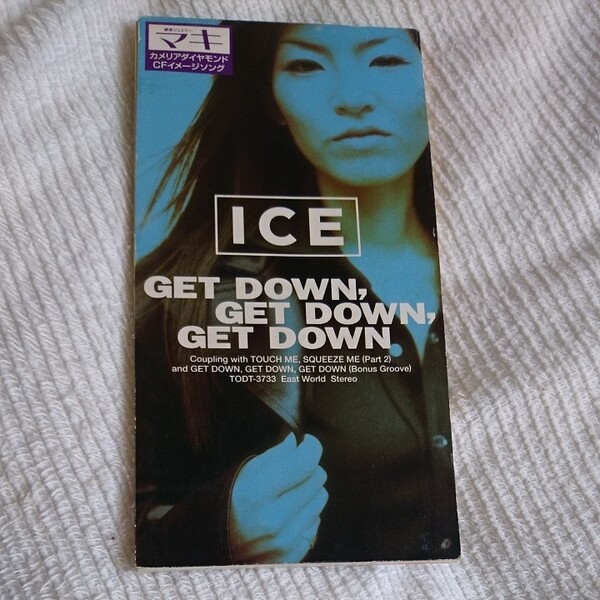 マキ
カメリアダイヤモンド
CFイメージソング
ICE
GET DOWN,
GET DOWN,
GET DOWN
Coupling with TOUCH ME, SQUEEZE ME (Part 2)
and GET DOWN, GET DOWN, GET DOWN (Bonus Groove)
TODT-3733 East World Stereo